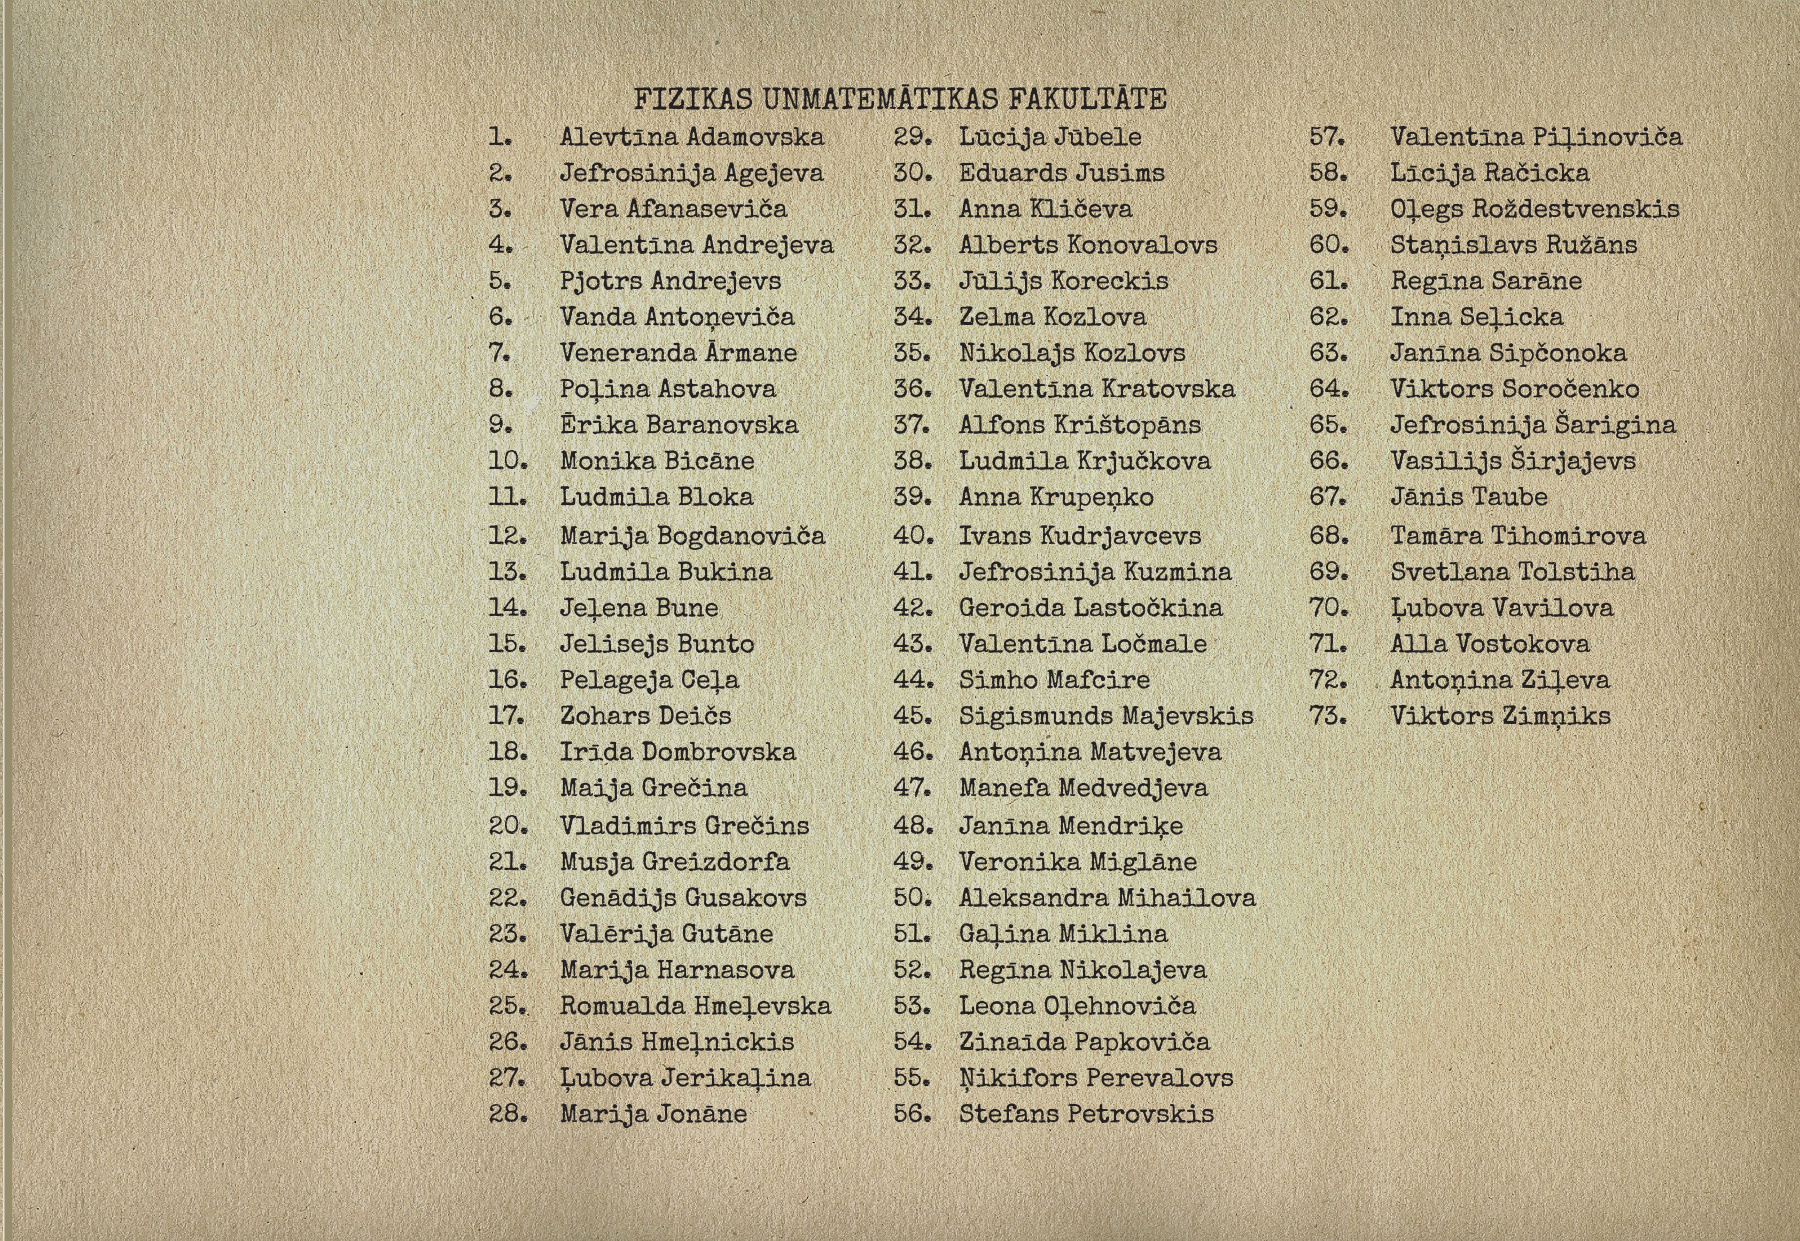 FIZIKAS UNMATEMĀTIKAS FAKULTĀTE
1. Alevtīna Adamovska
2. Jefrosinija Agejeva
3. Vera Afanaseviča
4. Valentīna Andrejeva
5. Pjotrs Andrejevs
6. Vanda Antoņeviča
7. Veneranda Ārmane
8. Poļina Astahova
9. Ērika Baranovska
10. Monika Bicāne
11. Ludmila Bloka
12. Marija Bogdanoviča
13. Ludmila Bukina
14. Jeļena Bune
15. Jelisejs Bunto
16. Pelageja Ceļa
17. Zohars Deičs
18. Irīda Dombrovska
19. Maija Grečina
20. Vladimirs Grečins
21. Musja Greizdorfa
22. Genādijs Gusakovs
23. Valērija Gutāne
24. Marija Harnasova
25. Romualda Hmeļevska
26. Jānis Hmeļnickis
27. Ļubova Jerikaļina
28. Marija Jonāne
29. Lūcija Jūbele
30. Eduards Jusims
31. Anna Kličeva
32. Alberts Konovalovs
33. Jūlijs Koreckis
34. Zelma Kozlova
35. Nikolajs Kozlovs
36. Valentīna Kratovska
37. Alfons Krištopāns
38. Ludmila Krjučkova
39. Anna Krupeņko
40. Ivans Kudrjavcevs
41. Jefrosinija Kuzmina
42. Geroida Lastočkina
43. Valentīna Ločmale
44. Simho Mafcire
45. Sigismunds Majevskis
46. Antoņina Matvejeva
47. Manefa Medvedjeva
48. Janīna Mendriķe
49. Veronika Miglāne
50. Aleksandra Mihailova
51. Gaļina Miklina
52. Regīna Nikolajeva
53. Leona Oļehnoviča
54. Zinaīda Papkoviča
55. Ņikifors Perevalovs
56. Stefans Petrovskis
57. Valentīna Piļinoviča
58. Līcija Račicka
59. Oļegs Roždestvenskis
60. Staņislavs Ružāns
61. Regīna Sarāne
62. Inna Seļicka
63. Janīna Sipčonoka
64. Viktors Soročenko
65. Jefrosinija Šarigina
66. Vasilijs Širjajevs
67. Jānis Taube
68. Tamāra Tihomirova
69. Svetlana Tolstiha
70. Ļubova Vavilova
71. Alla Vostokova
72. Antoņina Ziļeva
73. Viktors Zimņiks